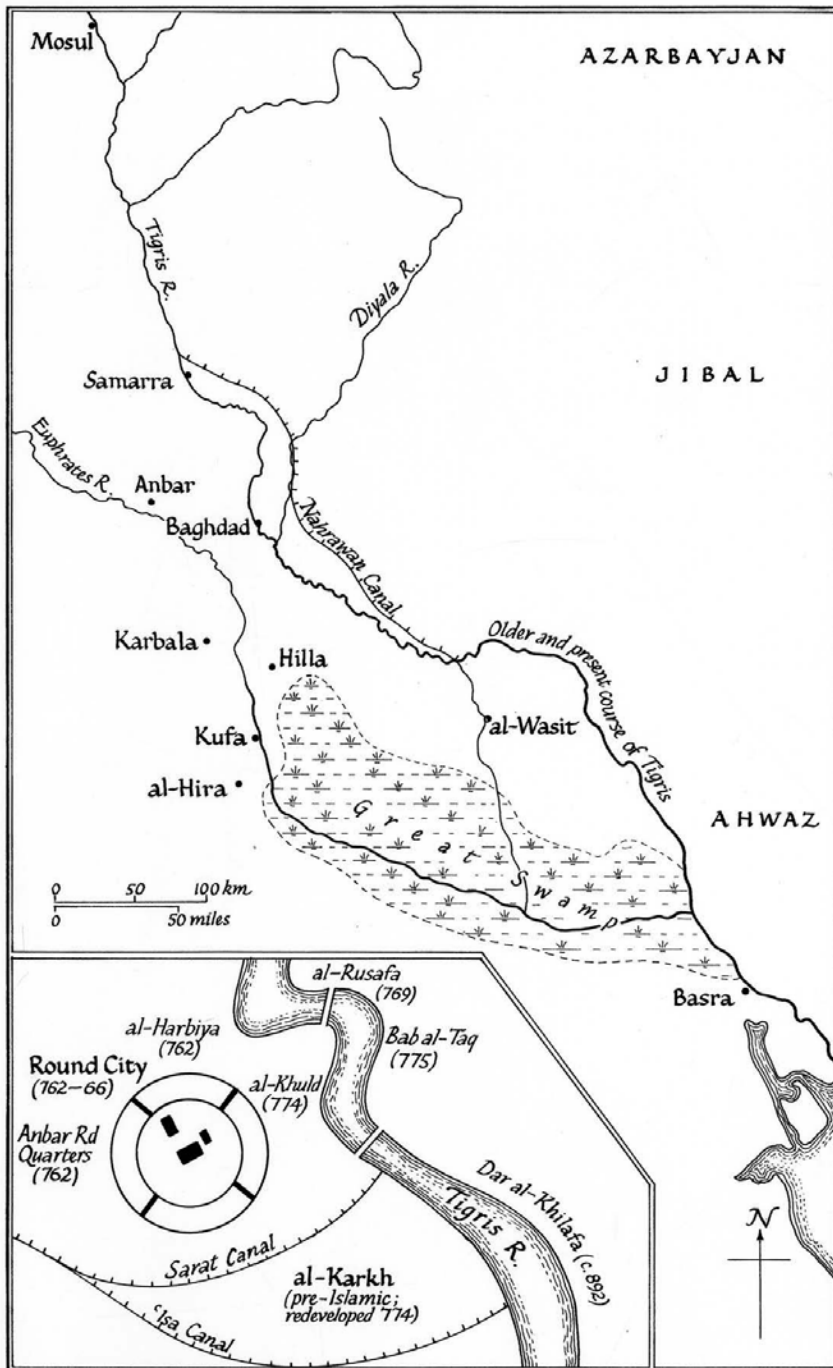 Mosul
AZARBAYJAN
Tigris R.
Diyala R.
JIBAL
Samarra
Euphrates R.
Anbar
Baghdad
Nahrawan Canal
Older and present course of Tigris
Karbala
Hilla
al-Wasit
Kufa
al-Hira
Great Swamp
AHWAZ
0 50 100 km
0 50 miles
Basra
al-Rusafa
(769)
al-Harbiya
(762)
Bab al-Taq
(775)
Round City
(762–66)
al-Khuld
(774)
Anbar Rd
Quarters
(762)
Dar al-Khilafa (c.892)
Tigris R.
Sarat Canal
al-Karkh
(pre-Islamic;
redeveloped 774)
ʿIsa Canal
N